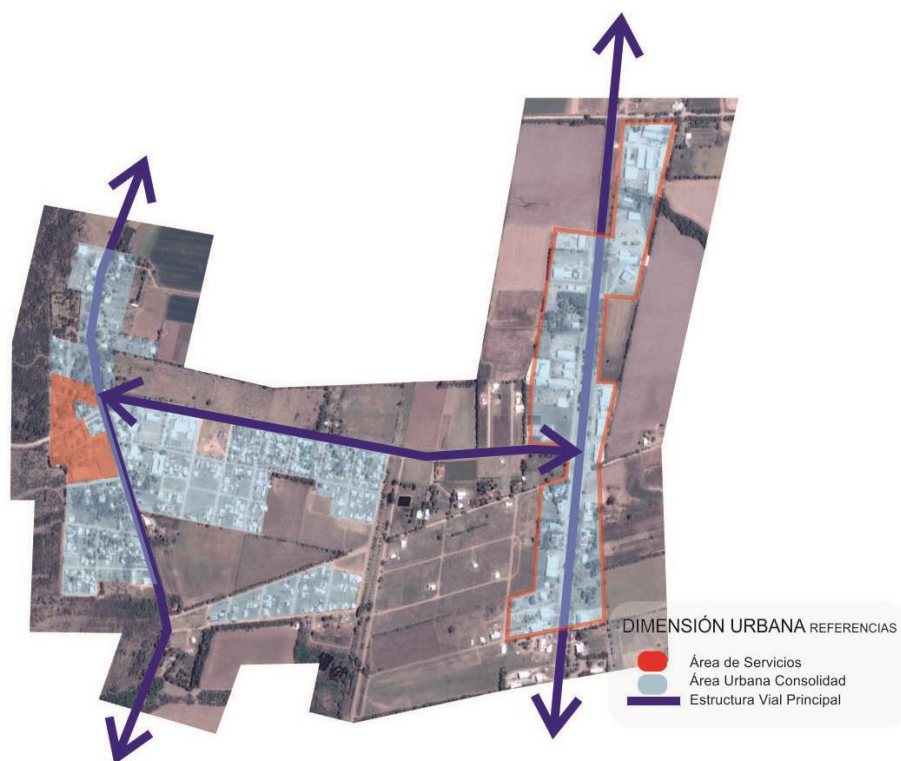 DIMENSIÓN URBANA REFERENCIAS
Área de Servicios
Área Urbana Consolidad
Estructura Vial Principal